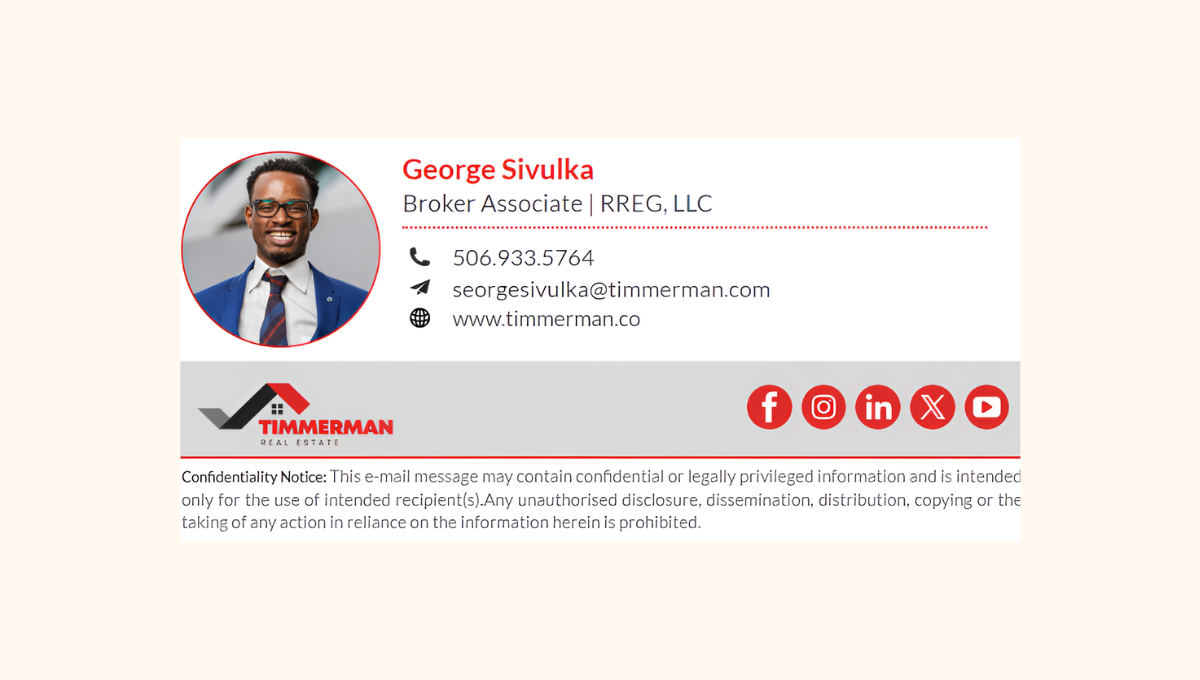 George Sivulka
Broker Associate | RREG, LLC
506.933.5764
seorgesivulka@timmerman.com
www.timmerman.co
TIMMERMAN
REAL ESTATE
Confidentiality Notice: This e-mail message may contain confidential or legally privileged information and is intended
only for the use of intended recipient(s).Any unauthorised disclosure, dissemination, distribution, copying or the
taking of any action in reliance on the information herein is prohibited.